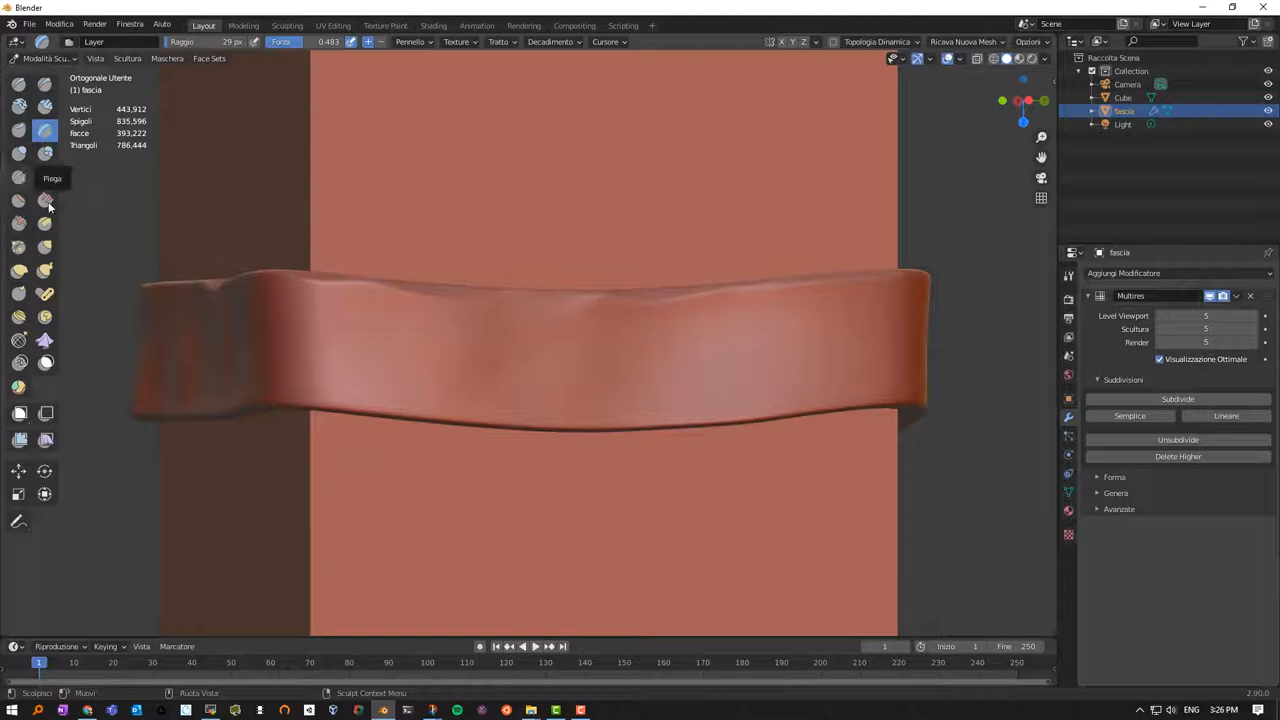 Blender
File Modifica Render Finestra Aiuto Layout Modeling Sculpting UV Editing Texture Paint Shading Animation Rendering Compositing Scripting + Scene View Layer
Layer Raggio 29 px Forza 0.483 Pennello Texture Tratto Decadimento Cursore X Y Z Topologia Dinamica Ricava Nuova Mesh Opzioni
Modalità Scu... Vista Scultura Maschera Face Sets
Raccolta Scena
Collection
Camera
Cube
fascia
Light
Ortogonale Utente
(1) fascia
Vertici 443,912
Spigoli 835,596
Facce 393,222
Triangoli 786,444
Piega
fascia
Aggiungi Modificatore
Multires
Level Viewport 5
Scultura 5
Render 5
Visualizzazione Ottimale
Suddivisioni
Subdivide
Semplice Lineare
Unsubdivide
Delete Higher
Forma
Genera
Avanzate
Riproduzione Keying Vista Marcatore 1 Inizio 1 Fine 250
1 10 20 30 40 50 60 70 80 90 100 110 120 130 140 150 160 170 180 190 200 210 220 230 240 250
Scolpisci Muovi Ruota Vista Sculpt Context Menu 2.90.0
ENG 3:26 PM